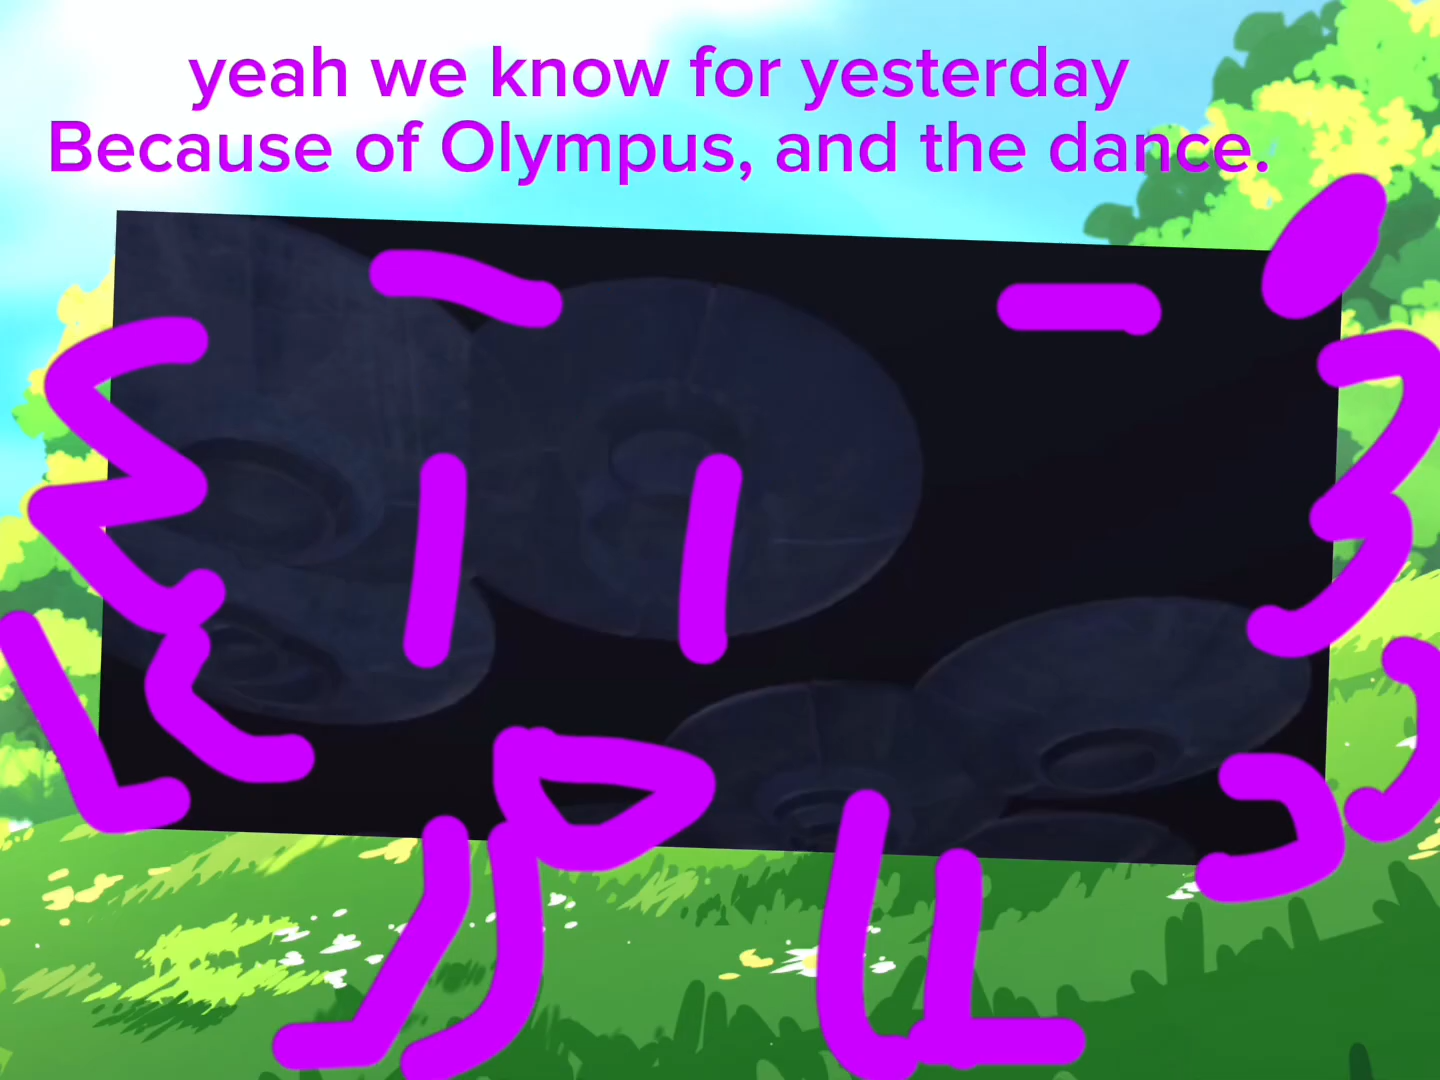 yeah we know for yesterday
Because of Olympus, and the dance.